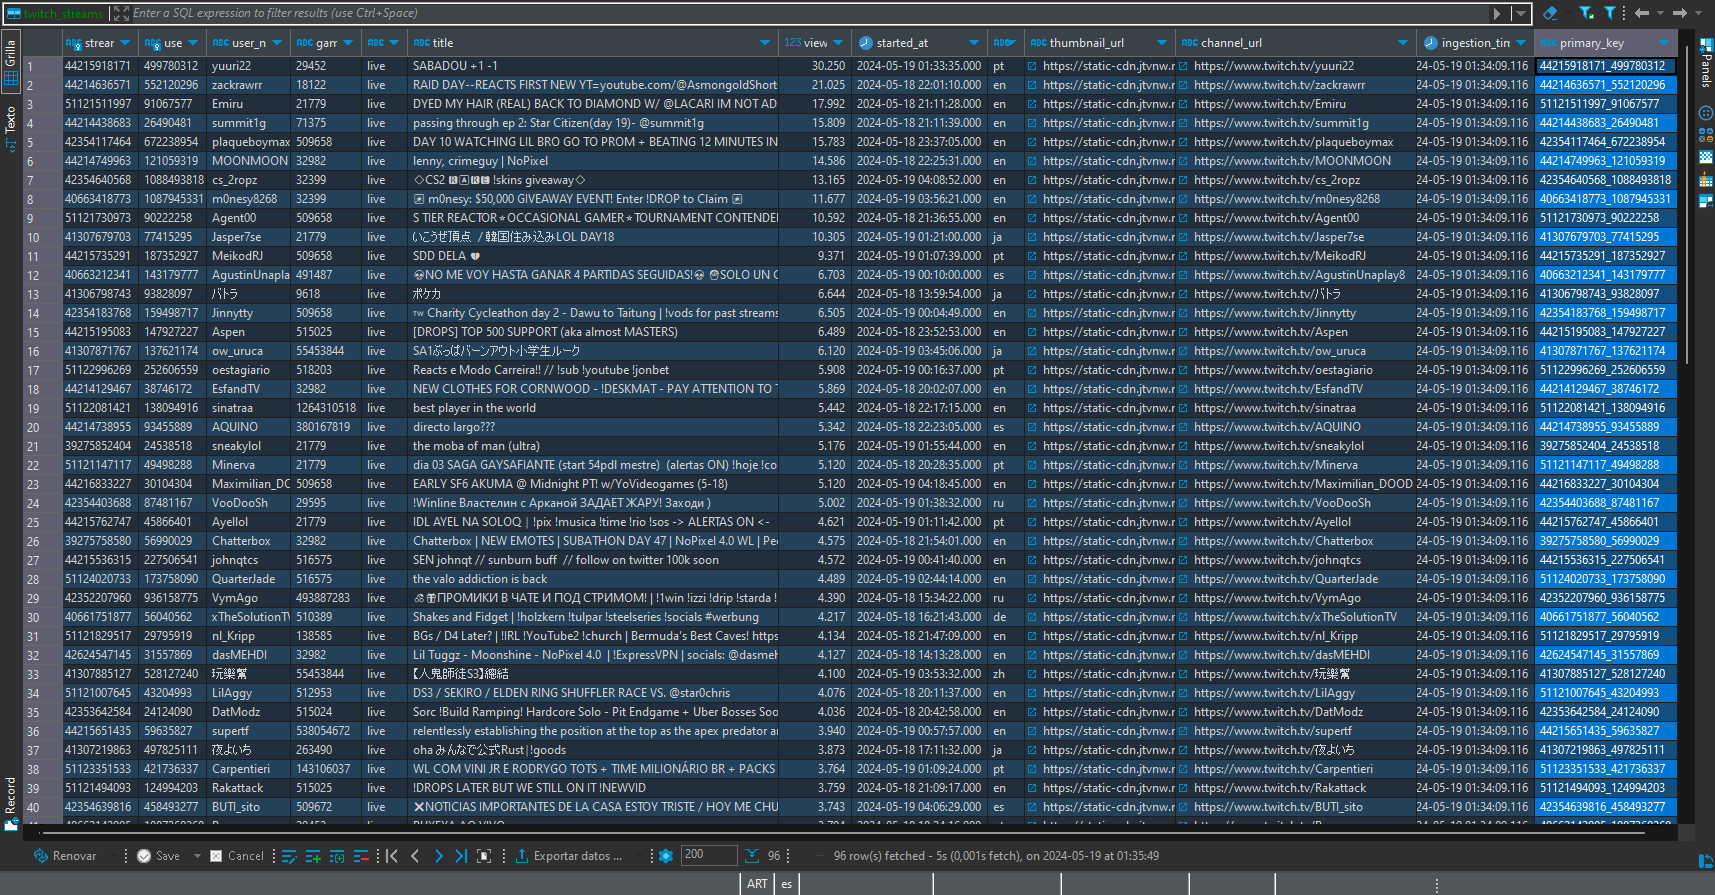 twitch_streams Enter a SQL expression to filter results (use Ctrl+Space)
Grilla
Texto
Record
Panels
strear use user_n gan title 123 view started_at thumbnail_url channel_url ingestion_tin primary_key
1 44215918171 499780312 yuuri22 29452 live SABADOU +1 -1 30.250 2024-05-19 01:33:35.000 pt https://static-cdn.jtvnw.r https://www.twitch.tv/yuuri22 24-05-19 01:34:09.116 44215918171_499780312
2 44214636571 552120296 zackrawrr 18122 live RAID DAY--REACTS FIRST NEW YT=youtube.com/@AsmongoldShort 21.025 2024-05-18 22:01:10.000 en https://static-cdn.jtvnw.r https://www.twitch.tv/zackrawrr 24-05-19 01:34:09.116 44214636571_552120296
3 51121511997 91067577 Emiru 21779 live DYED MY HAIR (REAL) BACK TO DIAMOND W/ @LACARI IM NOT AD 17.992 2024-05-18 21:11:28.000 en https://static-cdn.jtvnw.r https://www.twitch.tv/Emiru 24-05-19 01:34:09.116 51121511997_91067577
4 44214438683 26490481 summit1g 71375 live passing through ep 2: Star Citizen(day 19)- @summit1g 15.809 2024-05-18 21:11:39.000 en https://static-cdn.jtvnw.r https://www.twitch.tv/summit1g 24-05-19 01:34:09.116 44214438683_26490481
5 42354117464 672238954 plaqueboymax 509658 live DAY 10 WATCHING LIL BRO GO TO PROM + BEATING 12 MINUTES IN 15.783 2024-05-18 23:37:05.000 en https://static-cdn.jtvnw.r https://www.twitch.tv/plaqueboymax 24-05-19 01:34:09.116 42354117464_672238954
6 44214749963 121059319 MOONMOON 32982 live lenny, crimeguy | NoPixel 14.586 2024-05-18 22:25:31.000 en https://static-cdn.jtvnw.r https://www.twitch.tv/MOONMOON 24-05-19 01:34:09.116 44214749963_121059319
7 42354640568 1088493818 cs_2ropz 32399 live ◇CS2 🆁🅰🆁🅴 !skins giveaway◇ 13.165 2024-05-19 04:08:52.000 en https://static-cdn.jtvnw.r https://www.twitch.tv/cs_2ropz 24-05-19 01:34:09.116 42354640568_1088493818
8 40663418773 1087945331 m0nesy8268 32399 live 🃏 m0nesy: $50,000 GIVEAWAY EVENT! Enter !DROP to Claim 🃏 11.677 2024-05-19 03:56:21.000 en https://static-cdn.jtvnw.r https://www.twitch.tv/m0nesy8268 24-05-19 01:34:09.116 40663418773_1087945331
9 51121730973 90222258 Agent00 509658 live S TIER REACTOR⭐OCCASIONAL GAMER⭐TOURNAMENT CONTENDER 10.592 2024-05-18 21:36:55.000 en https://static-cdn.jtvnw.r https://www.twitch.tv/Agent00 24-05-19 01:34:09.116 51121730973_90222258
10 41307679703 77415295 Jasper7se 21779 live いこうぜ頂点 / 韓国住み込みLOL DAY18 10.305 2024-05-19 01:21:00.000 ja https://static-cdn.jtvnw.r https://www.twitch.tv/Jasper7se 24-05-19 01:34:09.116 41307679703_77415295
11 44215735291 187352927 MeikodRJ 509658 live SDD DELA 💔 9.371 2024-05-19 01:07:39.000 pt https://static-cdn.jtvnw.r https://www.twitch.tv/MeikodRJ 24-05-19 01:34:09.116 44215735291_187352927
12 40663212341 143179777 AgustinUnapla 491487 live 💀NO ME VOY HASTA GANAR 4 PARTIDAS SEGUIDAS!💀 😳SOLO UN C 6.703 2024-05-19 00:10:00.000 es https://static-cdn.jtvnw.r https://www.twitch.tv/AgustinUnaplay8 24-05-19 01:34:09.116 40663212341_143179777
13 41306798743 93828097 バトラ 9618 live ポケカ 6.644 2024-05-18 13:59:54.000 ja https://static-cdn.jtvnw.r https://www.twitch.tv/バトラ 24-05-19 01:34:09.116 41306798743_93828097
14 42354183768 159498717 Jinnytty 509658 live TW Charity Cycleathon day 2 - Dawu to Taitung | !vods for past streams 6.505 2024-05-19 00:04:49.000 en https://static-cdn.jtvnw.r https://www.twitch.tv/Jinnytty 24-05-19 01:34:09.116 42354183768_159498717
15 44215195083 147927227 Aspen 515025 live [DROPS] TOP 500 SUPPORT (aka almost MASTERS) 6.489 2024-05-18 23:52:53.000 en https://static-cdn.jtvnw.r https://www.twitch.tv/Aspen 24-05-19 01:34:09.116 44215195083_147927227
16 41307871767 137621174 ow_uruca 55453844 live SA1ぶっぱバーンアウト小学生ルーク 6.120 2024-05-19 03:45:06.000 ja https://static-cdn.jtvnw.r https://www.twitch.tv/ow_uruca 24-05-19 01:34:09.116 41307871767_137621174
17 51122996269 252606559 oestagiario 518203 live Reacts e Modo Carreira!! // !sub !youtube !jonbet 5.908 2024-05-19 00:16:37.000 pt https://static-cdn.jtvnw.r https://www.twitch.tv/oestagiario 24-05-19 01:34:09.116 51122996269_252606559
18 44214129467 38746172 EsfandTV 32982 live NEW CLOTHES FOR CORNWOOD - !DESKMAT - PAY ATTENTION TO T 5.869 2024-05-18 20:02:07.000 en https://static-cdn.jtvnw.r https://www.twitch.tv/EsfandTV 24-05-19 01:34:09.116 44214129467_38746172
19 51122081421 138094916 sinatraa 1264310518 live best player in the world 5.442 2024-05-18 22:17:15.000 en https://static-cdn.jtvnw.r https://www.twitch.tv/sinatraa 24-05-19 01:34:09.116 51122081421_138094916
20 44214738955 93455889 AQUINO 380167819 live directo largo??? 5.342 2024-05-18 22:23:05.000 es https://static-cdn.jtvnw.r https://www.twitch.tv/AQUINO 24-05-19 01:34:09.116 44214738955_93455889
21 39275852404 24538518 sneakylol 21779 live the moba of man (ultra) 5.176 2024-05-19 01:55:44.000 en https://static-cdn.jtvnw.r https://www.twitch.tv/sneakylol 24-05-19 01:34:09.116 39275852404_24538518
22 51121147117 49498288 Minerva 21779 live dia 03 SAGA GAYSAFIANTE (start 54pdl mestre) (alertas ON) !hoje !co 5.120 2024-05-18 20:28:35.000 pt https://static-cdn.jtvnw.r https://www.twitch.tv/Minerva 24-05-19 01:34:09.116 51121147117_49498288
23 44216833227 30104304 Maximilian_DO 509658 live EARLY SF6 AKUMA @ Midnight PT! w/YoVideogames (5-18) 5.120 2024-05-19 04:18:45.000 en https://static-cdn.jtvnw.r https://www.twitch.tv/Maximilian_DOOD 24-05-19 01:34:09.116 44216833227_30104304
24 42354403688 87481167 VooDooSh 29595 live !Winline Властелин с Арканой ЗАДАЕТ ЖАРУ! Заходи ) 5.002 2024-05-19 01:38:32.000 ru https://static-cdn.jtvnw.r https://www.twitch.tv/VooDooSh 24-05-19 01:34:09.116 42354403688_87481167
25 44215762747 45866401 Ayellol 21779 live IDL AYEL NA SOLOQ | !pix !musica !time !rio !sos -> ALERTAS ON <- 4.621 2024-05-19 01:11:42.000 pt https://static-cdn.jtvnw.r https://www.twitch.tv/Ayellol 24-05-19 01:34:09.116 44215762747_45866401
26 39275758580 56990029 Chatterbox 32982 live Chatterbox | NEW EMOTES | SUBATHON DAY 47 | NoPixel 4.0 WL | Pe 4.575 2024-05-18 21:54:01.000 en https://static-cdn.jtvnw.r https://www.twitch.tv/Chatterbox 24-05-19 01:34:09.116 39275758580_56990029
27 44215536315 227506541 johnqtcs 516575 live SEN johnqt // sunburn buff // follow on twitter 100k soon 4.572 2024-05-19 00:41:40.000 en https://static-cdn.jtvnw.r https://www.twitch.tv/johnqtcs 24-05-19 01:34:09.116 44215536315_227506541
28 51124020733 173758090 QuarterJade 516575 live the valo addiction is back 4.489 2024-05-19 02:44:14.000 en https://static-cdn.jtvnw.r https://www.twitch.tv/QuarterJade 24-05-19 01:34:09.116 51124020733_173758090
29 42352207960 936158775 VymAgo 493887283 live 💰🎁ПРОМИКИ В ЧАТЕ И ПОД СТРИМОМ! | !1win !izzi !drip !starda ! 4.390 2024-05-18 15:34:22.000 ru https://static-cdn.jtvnw.r https://www.twitch.tv/VymAgo 24-05-19 01:34:09.116 42352207960_936158775
30 40661751877 56040562 xTheSolutionTV 510389 live Shakes and Fidget | !holzkern !tulpar !steelseries !socials #werbung 4.217 2024-05-18 16:21:43.000 de https://static-cdn.jtvnw.r https://www.twitch.tv/xTheSolutionTV 24-05-19 01:34:09.116 40661751877_56040562
31 51121829517 29795919 nl_Kripp 138585 live BGs / D4 Later? | !IRL !YouTube2 !church | Bermuda's Best Caves! https 4.134 2024-05-18 21:47:09.000 en https://static-cdn.jtvnw.r https://www.twitch.tv/nl_Kripp 24-05-19 01:34:09.116 51121829517_29795919
32 42624547145 31557869 dasMEHDI 32982 live Lil Tuggz - Moonshine - NoPixel 4.0 | !ExpressVPN | socials: @dasmeh 4.127 2024-05-18 14:13:28.000 en https://static-cdn.jtvnw.r https://www.twitch.tv/dasMEHDI 24-05-19 01:34:09.116 42624547145_31557869
33 41307885127 528127240 玩樂幫 55453844 live 【人鬼師徒S3】總結 4.100 2024-05-19 03:53:32.000 zh https://static-cdn.jtvnw.r https://www.twitch.tv/玩樂幫 24-05-19 01:34:09.116 41307885127_528127240
34 51121007645 43204993 LilAggy 512953 live DS3 / SEKIRO / ELDEN RING SHUFFLER RACE VS. @star0chris 4.076 2024-05-18 20:11:37.000 en https://static-cdn.jtvnw.r https://www.twitch.tv/LilAggy 24-05-19 01:34:09.116 51121007645_43204993
35 42353642584 24124090 DatModz 515024 live Sorc !Build Ramping! Hardcore Solo - Pit Endgame + Uber Bosses Soo 4.036 2024-05-18 20:42:58.000 en https://static-cdn.jtvnw.r https://www.twitch.tv/DatModz 24-05-19 01:34:09.116 42353642584_24124090
36 44215651435 59635827 supertf 538054672 live relentlessly establishing the position at the top as the apex predator a 3.940 2024-05-19 00:57:57.000 en https://static-cdn.jtvnw.r https://www.twitch.tv/supertf 24-05-19 01:34:09.116 44215651435_59635827
37 41307219863 497825111 夜よいち 263490 live oha みんなで公式Rust|!goods 3.873 2024-05-18 17:11:32.000 ja https://static-cdn.jtvnw.r https://www.twitch.tv/夜よいち 24-05-19 01:34:09.116 41307219863_497825111
38 51123351533 421736337 Carpentieri 143106037 live WL COM VINI JR E RODRYGO TOTS + TIME MILIONÁRIO BR + PACKS 3.764 2024-05-19 01:09:24.000 pt https://static-cdn.jtvnw.r https://www.twitch.tv/Carpentieri 24-05-19 01:34:09.116 51123351533_421736337
39 51121494093 124994203 Rakattack 515025 live !DROPS LATER BUT WE STILL ON IT !NEWVID 3.759 2024-05-18 21:09:17.000 en https://static-cdn.jtvnw.r https://www.twitch.tv/Rakattack 24-05-19 01:34:09.116 51121494093_124994203
40 42354639816 458493277 BUTI_sito 509672 live ❌NOTICIAS IMPORTANTES DE LA CASA ESTOY TRISTE / HOY ME CHU 3.743 2024-05-19 04:06:29.000 es https://static-cdn.jtvnw.r https://www.twitch.tv/BUTI_sito 24-05-19 01:34:09.116 42354639816_458493277
Renovar Save Cancel Exportar datos ... 200 96 96 row(s) fetched - 5s (0,001s fetch), on 2024-05-19 at 01:35:49
ART es